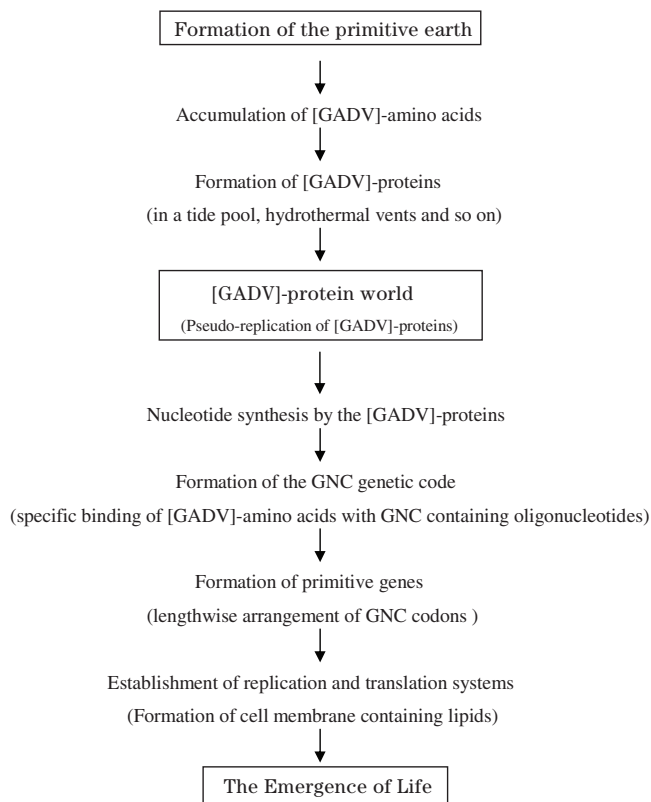 Formation of the primitive earth
Accumulation of [GADV]-amino acids
Formation of [GADV]-proteins
(in a tide pool, hydrothermal vents and so on)
[GADV]-protein world
(Pseudo-replication of [GADV]-proteins)
Nucleotide synthesis by the [GADV]-proteins
Formation of the GNC genetic code
(specific binding of [GADV]-amino acids with GNC containing oligonucleotides)
Formation of primitive genes
(lengthwise arrangement of GNC codons )
Establishment of replication and translation systems
(Formation of cell membrane containing lipids)
The Emergence of Life